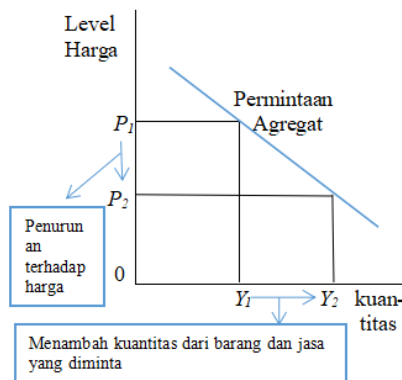 Level
Harga
Permintaan
Agregat
P1
P2
Penurun
an
terhadap
harga
0
Y1
Y2
kuan-
titas
Menambah kuantitas dari barang dan jasa
yang diminta